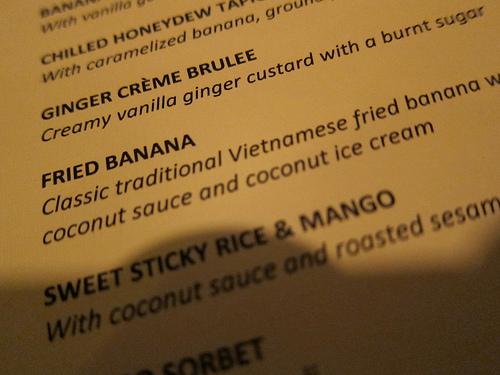 BANAN
With vanilla
CHILLED HONEYDEW TAPI
With caramelized banana, groun
GINGER CRÈME BRULEE
Creamy vanilla ginger custard with a burnt sugar
FRIED BANANA
Classic traditional Vietnamese fried banana w
coconut sauce and coconut ice cream
SWEET STICKY RICE & MANGO
With coconut sauce and roasted sesam
SORBET